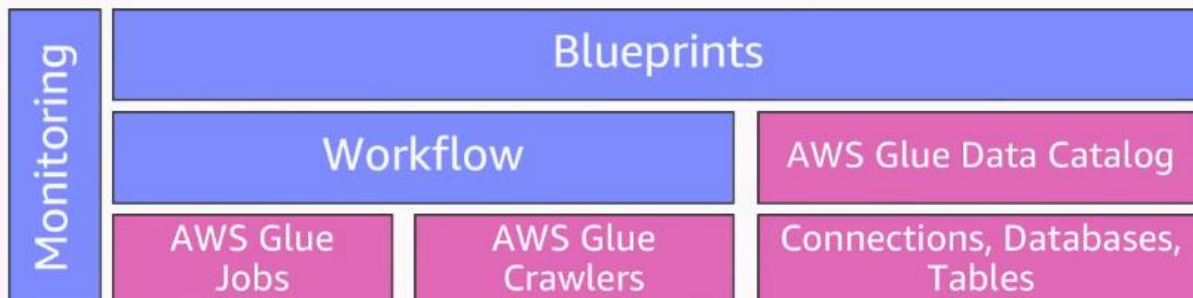 Monitoring
Blueprints
Workflow
AWS Glue Data Catalog
AWS Glue
Jobs
AWS Glue
Crawlers
Connections, Databases,
Tables